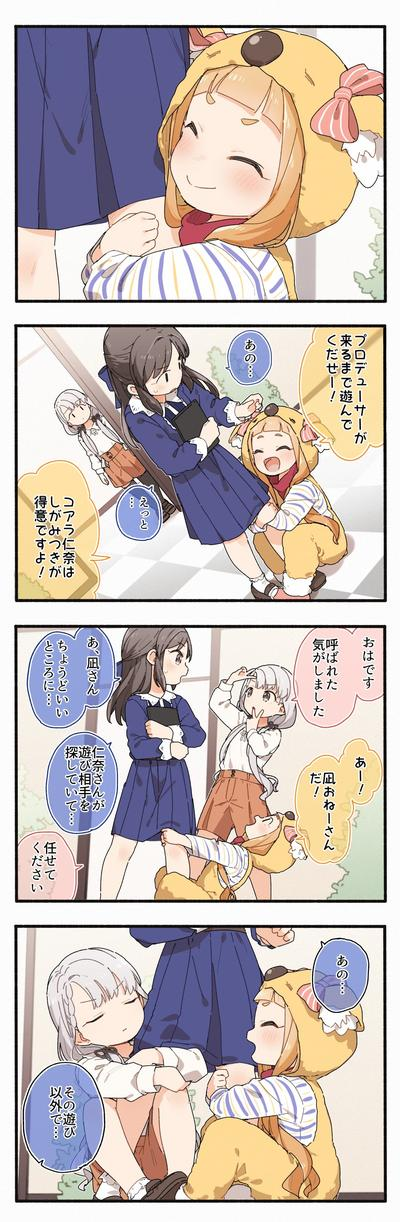 プロデューサーが
来るまで遊んで
くだせー！
あの…
えっと
…
コアラ仁奈は
しがみつきが
得意ですよ！
おはです
呼ばれた
気がしました
あ、凪さん
ちょうどいい
ところに…
あー！
凪おねーさん
だ！
仁奈さんが
遊び相手を
探していて…
任せて
ください
あの…
その遊び
以外で…